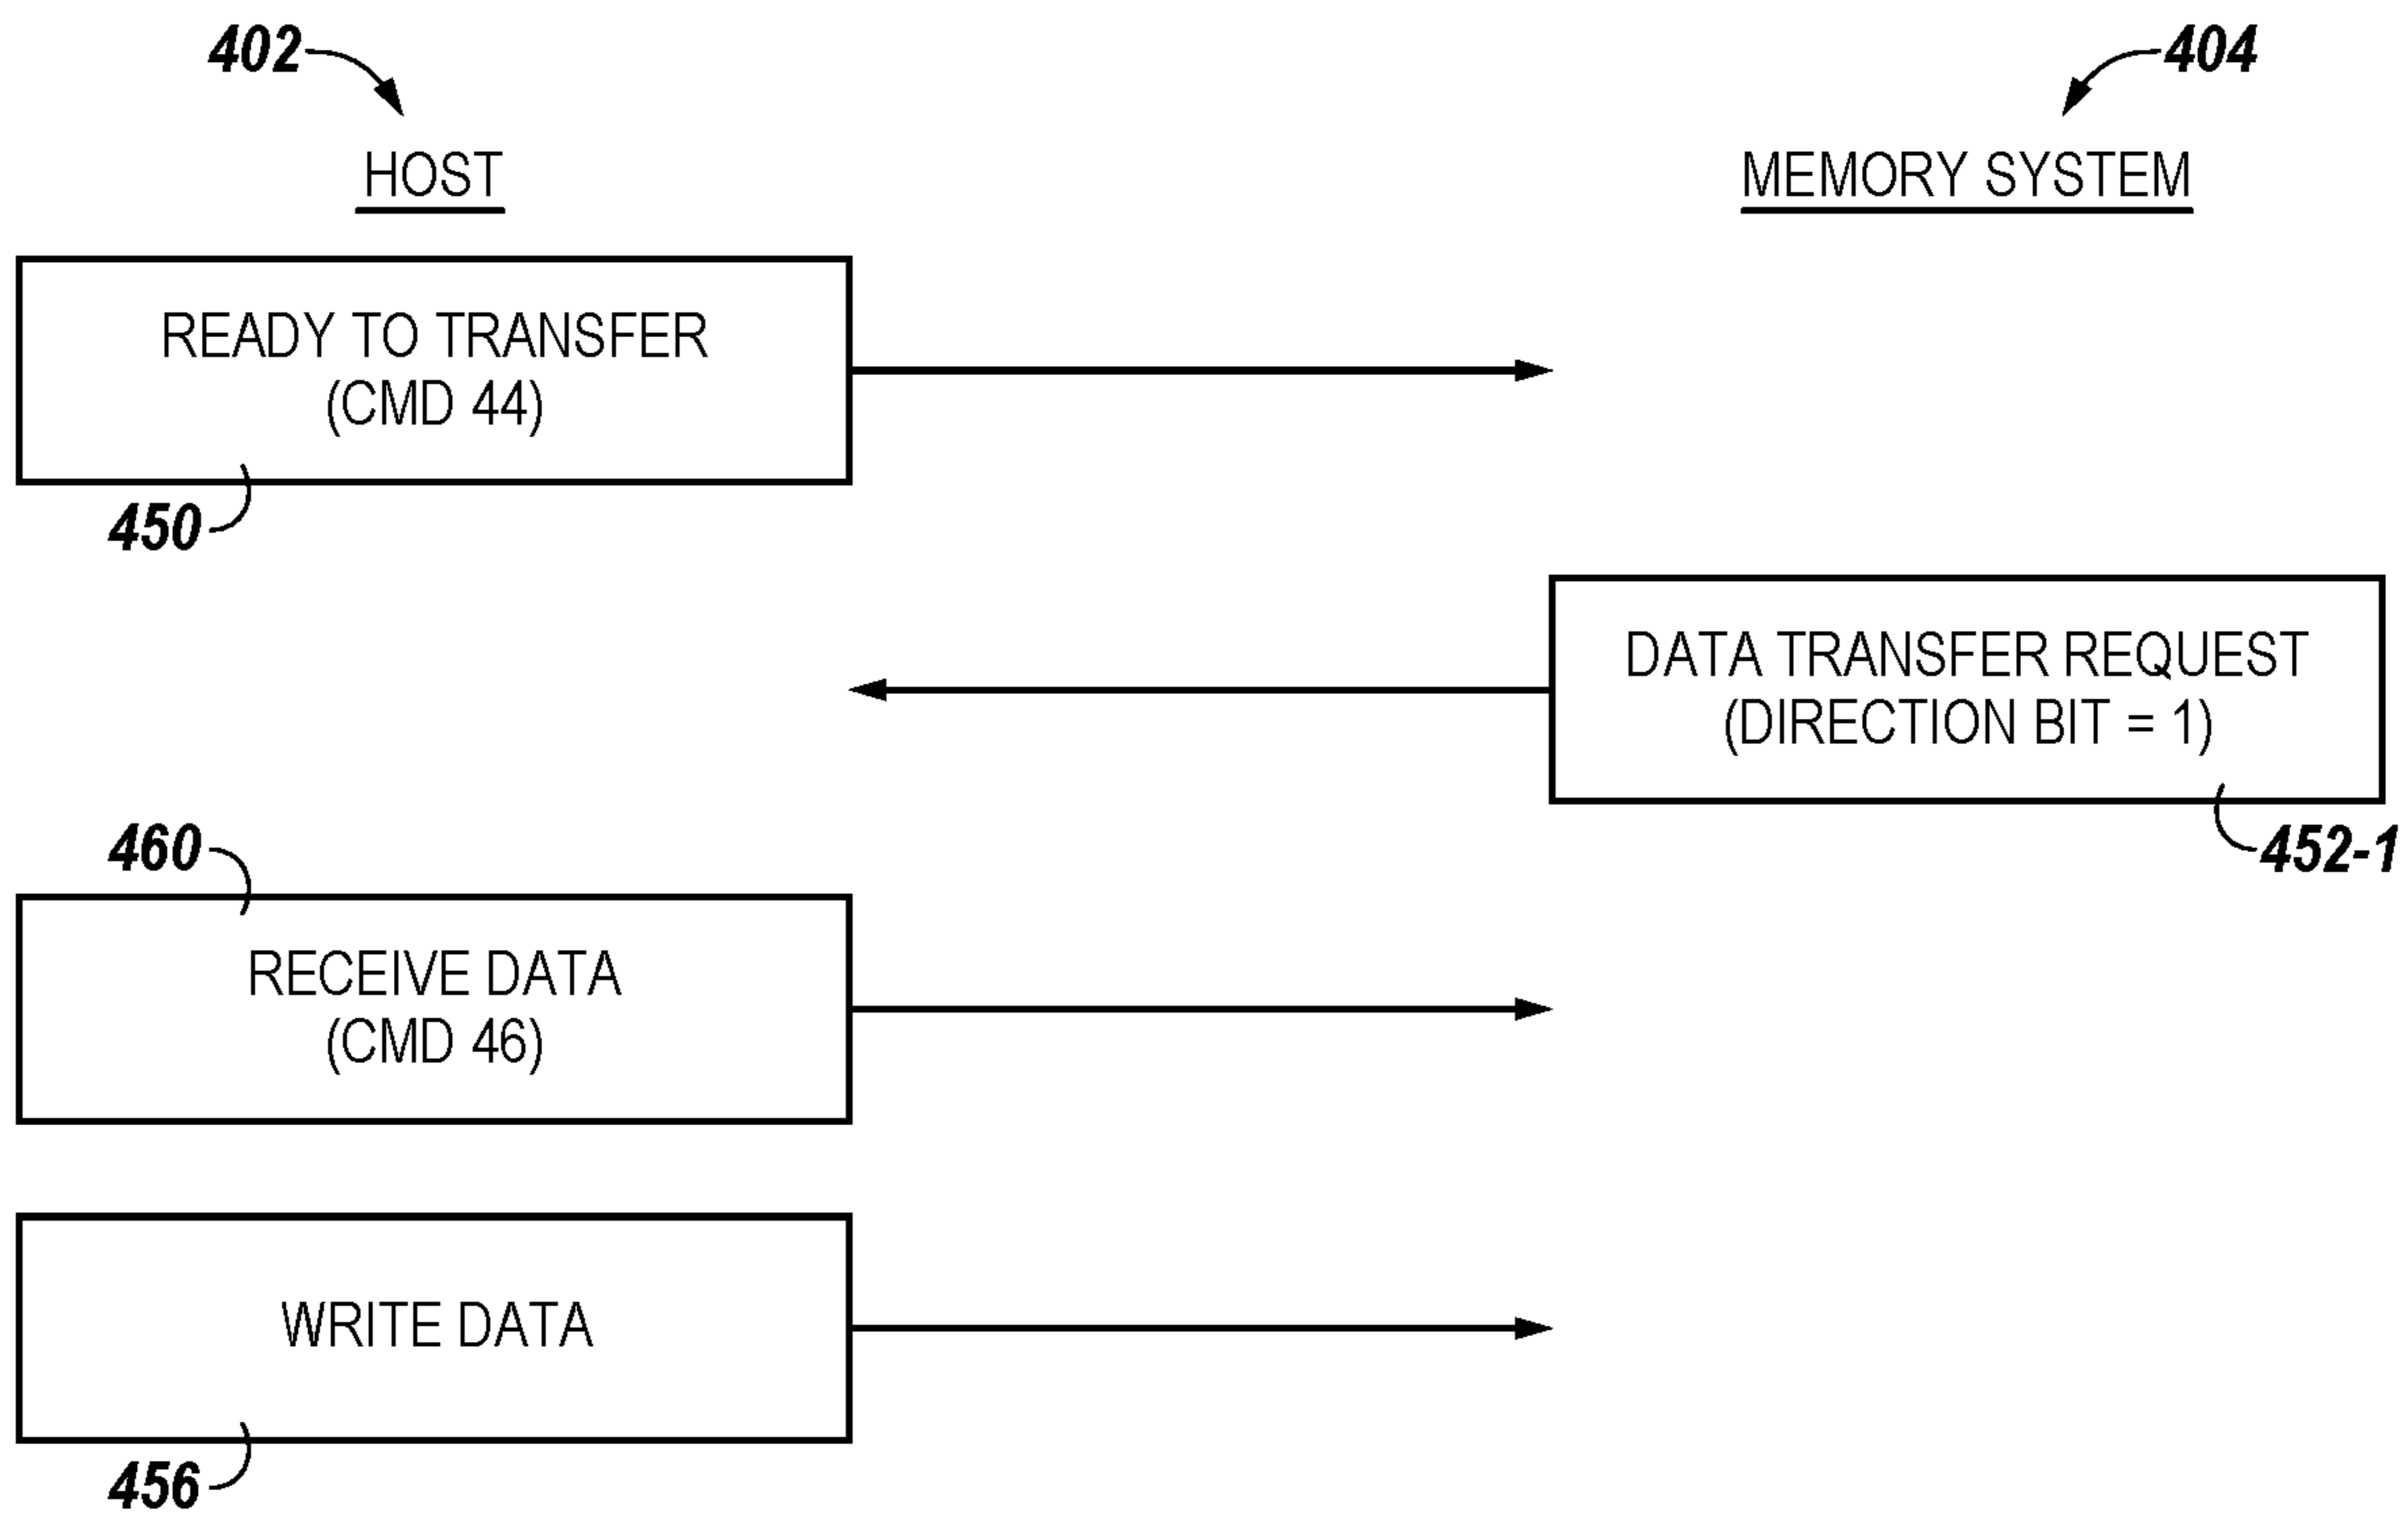 402
404
HOST
MEMORY SYSTEM
READY TO TRANSFER
(CMD 44)
450
DATA TRANSFER REQUEST
(DIRECTION BIT = 1)
452-1
460
RECEIVE DATA
(CMD 46)
WRITE DATA
456